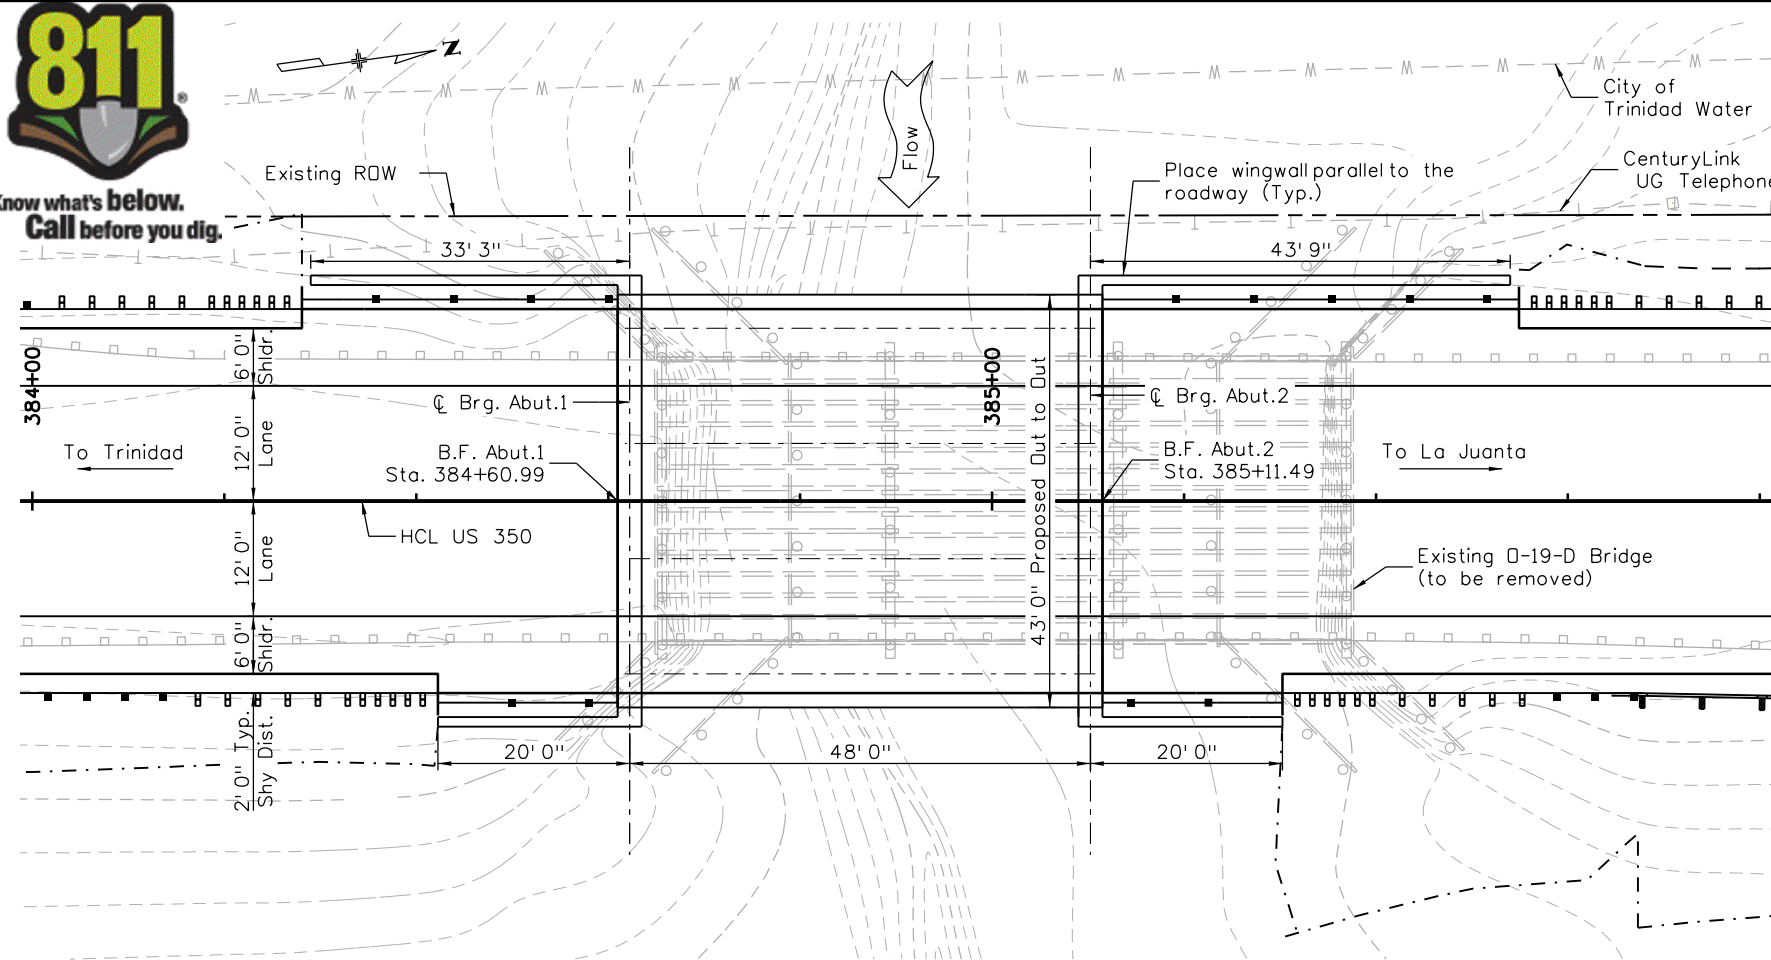 811
®
Know what's below.
Call before you dig.
N
Flow
City of
Trinidad Water
CenturyLink
UG Telephone
Existing ROW
Place wingwall parallel to the
roadway (Typ.)
33' 3"
43' 9"
384+00
6' 0"
Shldr.
12' 0"
Lane
12' 0"
Lane
6' 0"
Shldr.
2' 0" Typ.
Shy Dist.
To Trinidad
℄ Brg. Abut.1
B.F. Abut.1
Sta. 384+60.99
HCL US 350
385+00
43' 0" Proposed Out to Out
℄ Brg. Abut.2
B.F. Abut.2
Sta. 385+11.49
To La Juanta
Existing O-19-D Bridge
(to be removed)
20' 0"
48' 0"
20' 0"